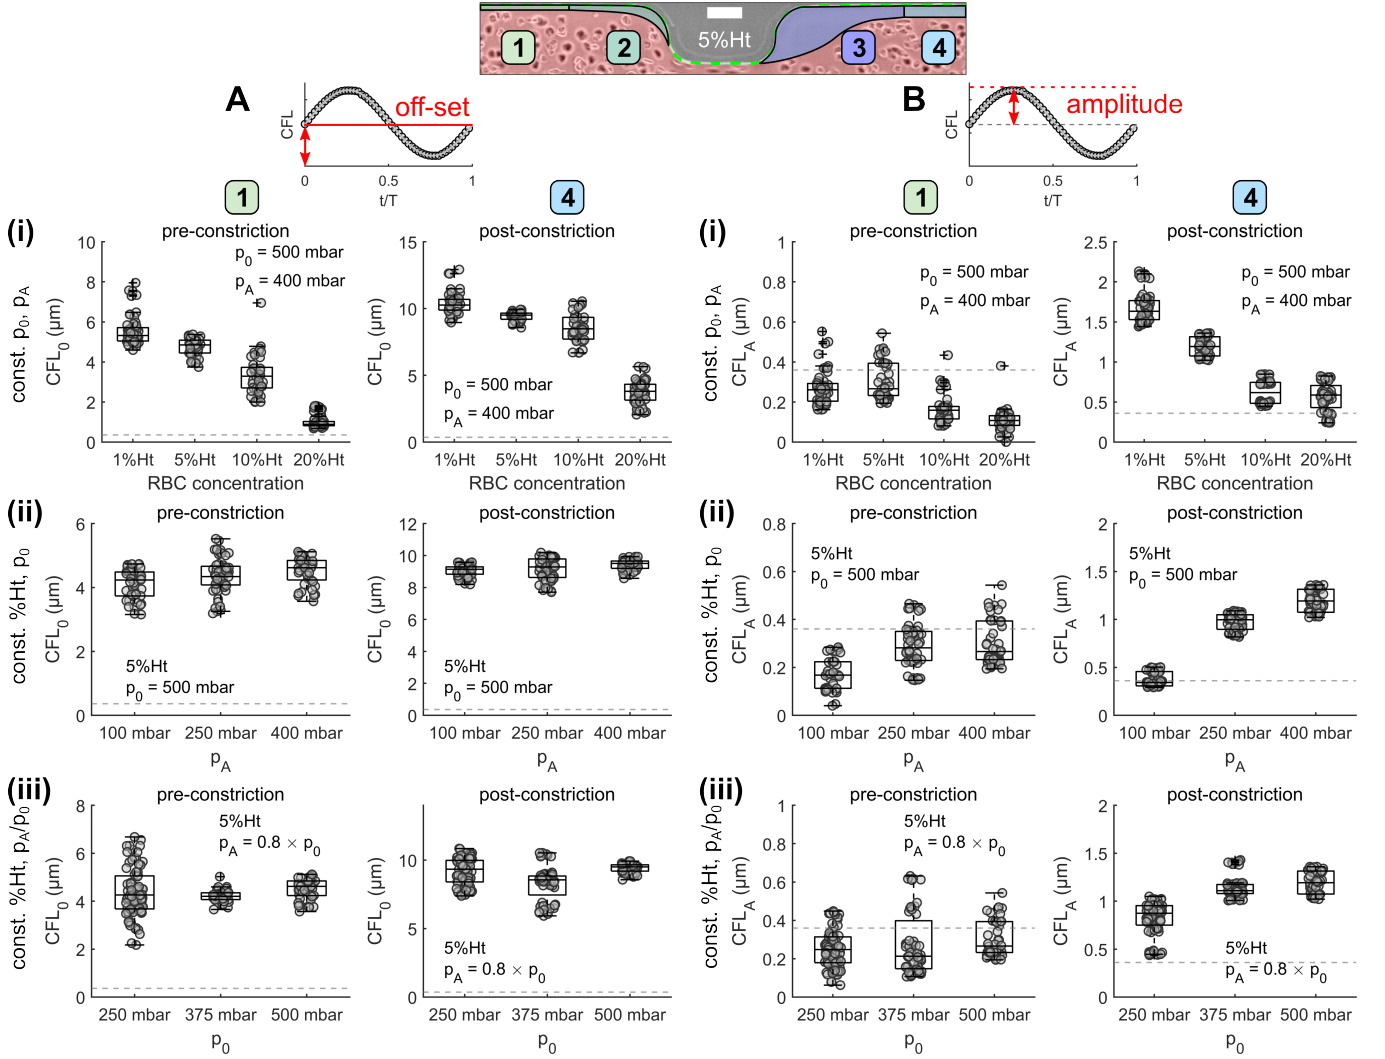 5%Ht
1
2
3
4
A
CFL
off-set
0
0.5
1
t/T
B
CFL
amplitude
0
0.5
1
t/T
1
4
1
4
(i)
const. p0, pA
pre-constriction
p0 = 500 mbar
pA = 400 mbar
CFL0 (µm)
10
8
6
4
2
0
1%Ht 5%Ht 10%Ht 20%Ht
RBC concentration
post-constriction
p0 = 500 mbar
pA = 400 mbar
CFL0 (µm)
15
10
5
0
1%Ht 5%Ht 10%Ht 20%Ht
RBC concentration
(i)
pre-constriction
p0 = 500 mbar
pA = 400 mbar
CFLA (µm)
1
0.8
0.6
0.4
0.2
0
1%Ht 5%Ht 10%Ht 20%Ht
RBC concentration
post-constriction
p0 = 500 mbar
pA = 400 mbar
CFLA (µm)
2.5
2
1.5
1
0.5
0
1%Ht 5%Ht 10%Ht 20%Ht
RBC concentration
(ii)
const. %Ht, p0
pre-constriction
5%Ht
p0 = 500 mbar
CFL0 (µm)
6
4
2
0
100 mbar 250 mbar 400 mbar
pA
post-constriction
5%Ht
p0 = 500 mbar
CFL0 (µm)
12
10
8
6
4
2
0
100 mbar 250 mbar 400 mbar
pA
(ii)
const. %Ht, p0
pre-constriction
5%Ht
p0 = 500 mbar
CFLA (µm)
0.8
0.6
0.4
0.2
0
100 mbar 250 mbar 400 mbar
pA
post-constriction
5%Ht
p0 = 500 mbar
CFLA (µm)
2
1.5
1
0.5
0
100 mbar 250 mbar 400 mbar
pA
(iii)
const. %Ht, pA/p0
pre-constriction
5%Ht
pA = 0.8 × p0
CFL0 (µm)
8
6
4
2
0
250 mbar 375 mbar 500 mbar
p0
post-constriction
5%Ht
pA = 0.8 × p0
CFL0 (µm)
10
5
0
250 mbar 375 mbar 500 mbar
p0
(iii)
const. %Ht, pA/p0
pre-constriction
5%Ht
pA = 0.8 × p0
CFLA (µm)
1
0.8
0.6
0.4
0.2
0
250 mbar 375 mbar 500 mbar
p0
post-constriction
5%Ht
pA = 0.8 × p0
CFLA (µm)
2
1.5
1
0.5
0
250 mbar 375 mbar 500 mbar
p0